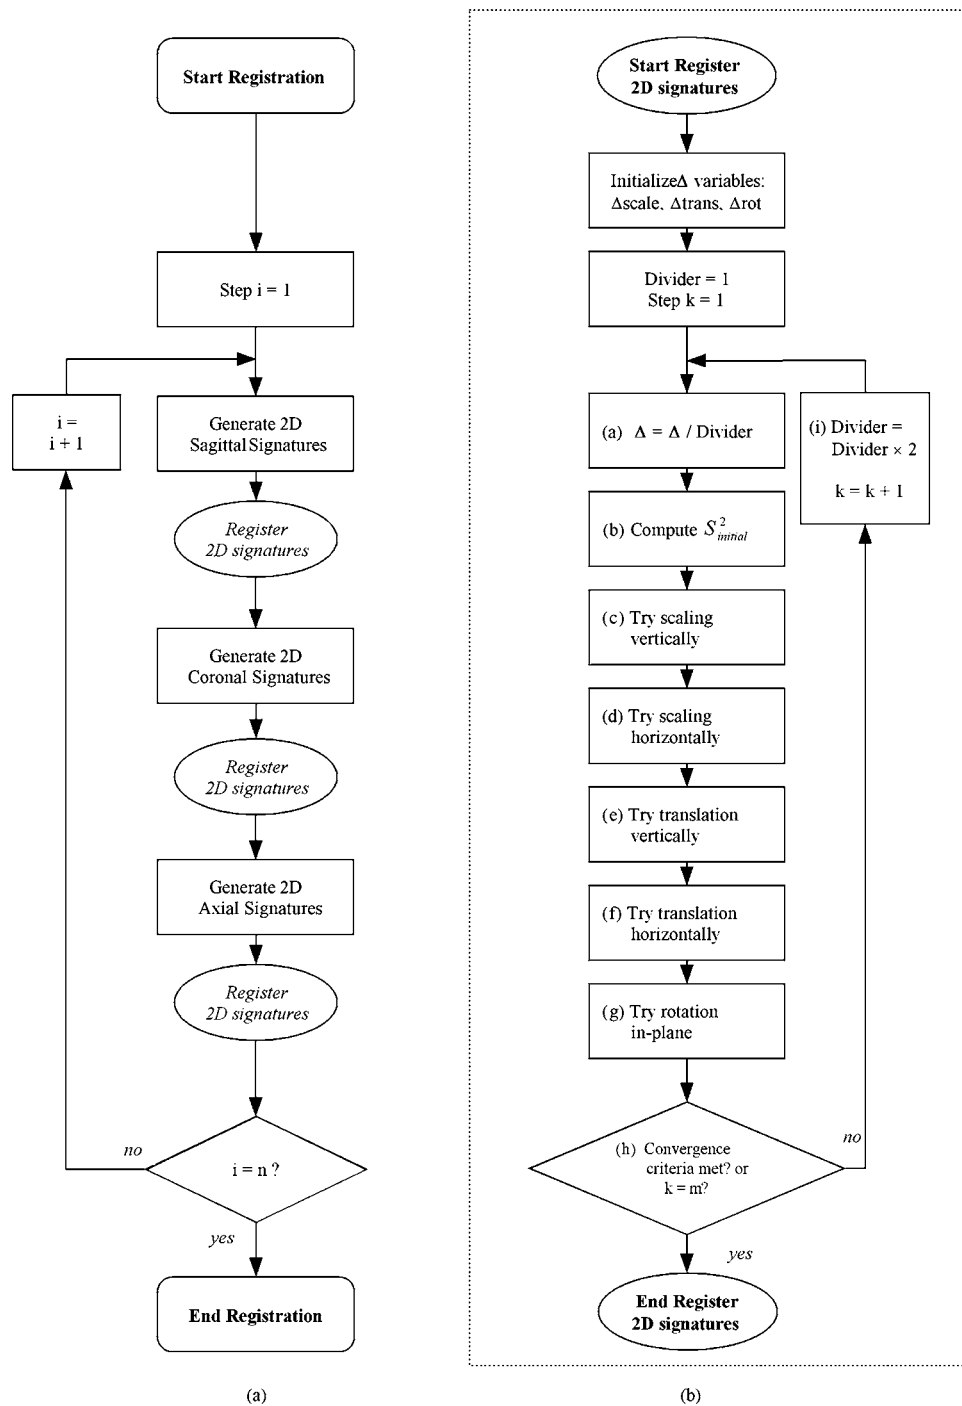 Start Registration
Step i = 1
i =
i + 1
Generate 2D
Sagittal Signatures
Register
2D signatures
Generate 2D
Coronal Signatures
Register
2D signatures
Generate 2D
Axial Signatures
Register
2D signatures
no
i = n ?
yes
End Registration
(a)
Start Register
2D signatures
InitializeΔ variables:
Δscale、Δtrans、Δrot
Divider = 1
Step k = 1
(a) Δ = Δ / Divider
(i) Divider =
Divider × 2
k = k + 1
(b) Compute S²initial
(c) Try scaling
vertically
(d) Try scaling
horizontally
(e) Try translation
vertically
(f) Try translation
horizontally
(g) Try rotation
in-plane
no
(h) Convergence
criteria met? or
k = m?
yes
End Register
2D signatures
(b)